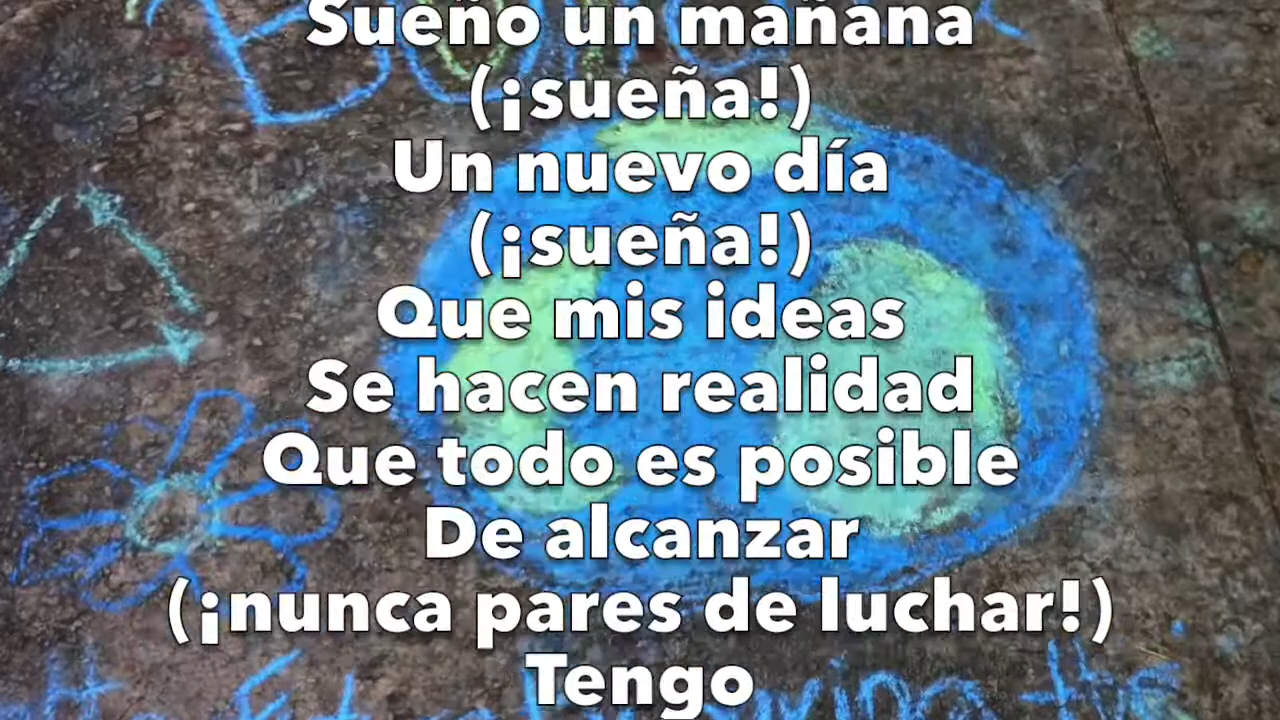 Sueño un mañana
(¡sueña!)
Un nuevo día
(¡sueña!)
Que mis ideas
Se hacen realidad
Que todo es posible
De alcanzar
(¡nunca pares de luchar!)
Tengo